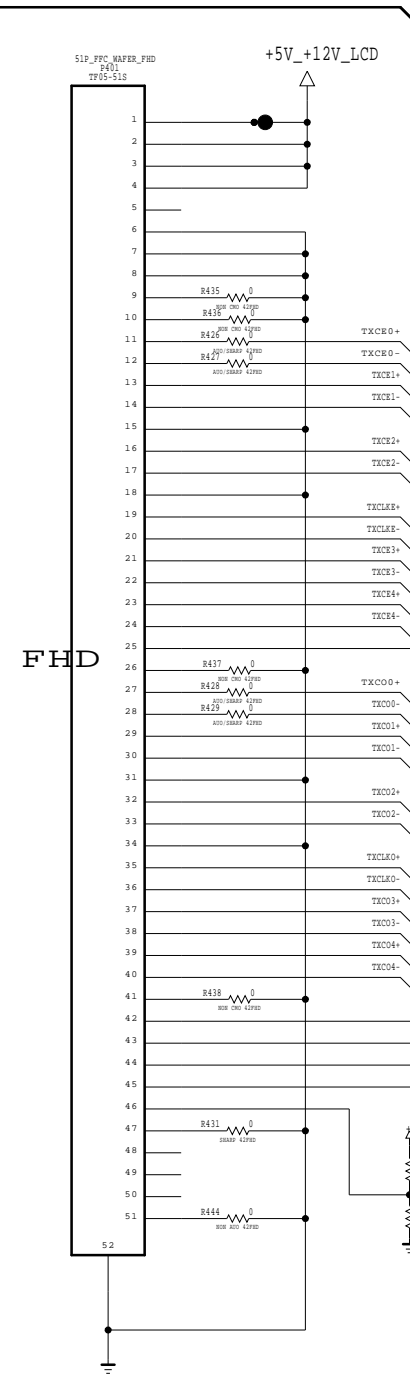 51P_FFC_WAFER_FHD
P401
TF05-51S
+5V_+12V_LCD
1
2
3
4
5
6
7
8
9 R435 0
NON CMO 42FHD
10 R436 0
NON CMO 42FHD
11 R426 0 TXCE0+
AUO/SHARP 42FHD
12 R427 0 TXCE0-
AUO/SHARP 42FHD
13 TXCE1+
14 TXCE1-
15
16 TXCE2+
17 TXCE2-
18
19 TXCLKE+
20 TXCLKE-
21 TXCE3+
22 TXCE3-
23 TXCE4+
24 TXCE4-
25
FHD
26 R437 0
NON CMO 42FHD
27 R428 0 TXCO0+
AUO/SHARP 42FHD
28 R429 0 TXCO0-
AUO/SHARP 42FHD
29 TXCO1+
30 TXCO1-
31
32 TXCO2+
33 TXCO2-
34
35 TXCLKO+
36 TXCLKO-
37 TXCO3+
38 TXCO3-
39 TXCO4+
40 TXCO4-
41 R438 0
NON CMO 42FHD
42
43
44
45
46
47 R431 0
SHARP 42FHD
48
49
50
51 R444 0
NON AUO 42FHD
52